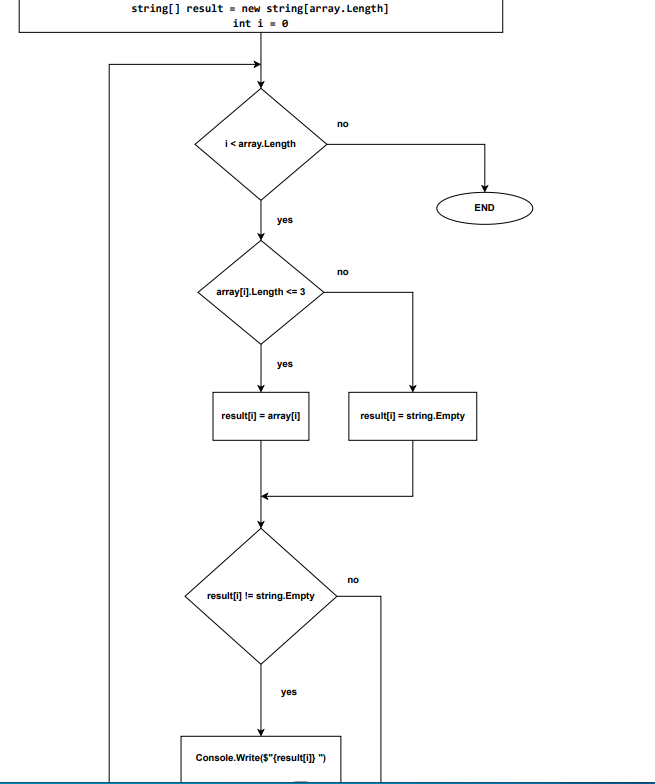 string[] result = new string[array.Length]
int i = 0
i < array.Length
no
END
yes
array[i].Length <= 3
no
yes
result[i] = array[i]
result[i] = string.Empty
result[i] != string.Empty
no
yes
Console.Write($"{result[i]} ")